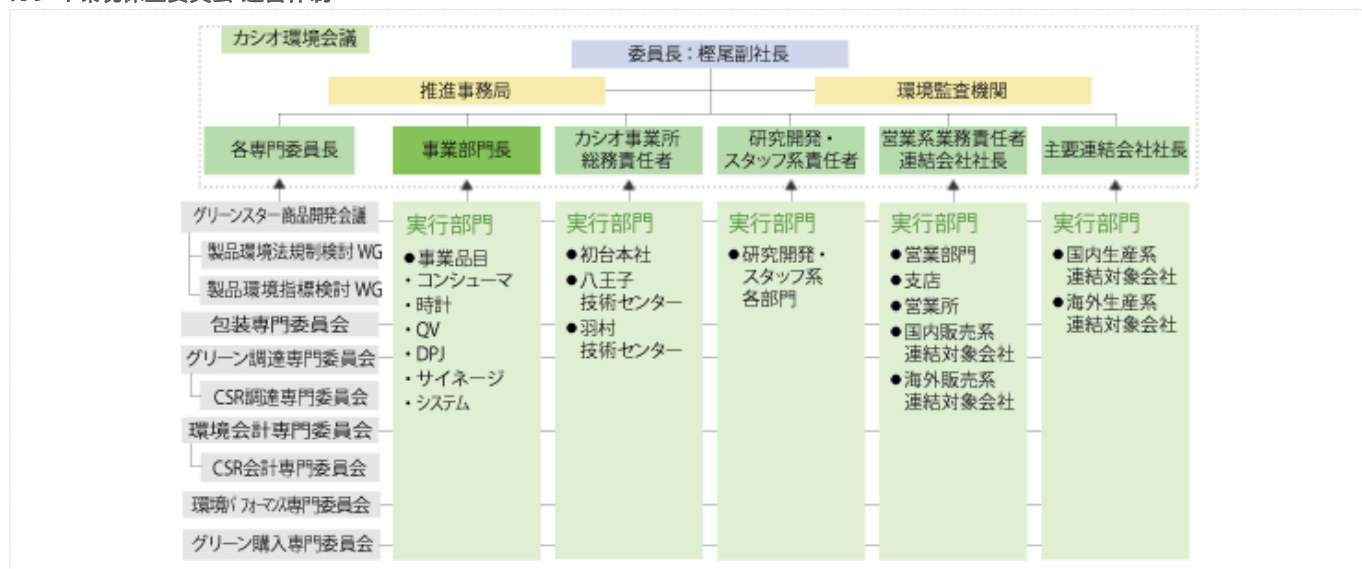 カシオ環境会議
委員長：樫尾副社長
推進事務局
環境監査機関
各専門委員長
事業部門長
カシオ事業所
総務責任者
研究開発・
スタッフ系責任者
営業系業務責任者
連結会社社長
主要連結会社社長
グリーンスター商品開発会議
製品環境法規制検討 WG
製品環境指標検討 WG
包装専門委員会
グリーン調達専門委員会
CSR調達専門委員会
環境会計専門委員会
CSR会計専門委員会
環境パフォーマンス専門委員会
グリーン購入専門委員会
実行部門
●事業品目
・コンシューマ
・時計
・QV
・DPJ
・サイネージ
・システム
実行部門
●初台本社
●八王子
技術センター
●羽村
技術センター
実行部門
●研究開発・
スタッフ系
各部門
実行部門
●営業部門
●支店
●営業所
●国内販売系
連結対象会社
●海外販売系
連結対象会社
実行部門
●国内生産系
連結対象会社
●海外生産系
連結対象会社